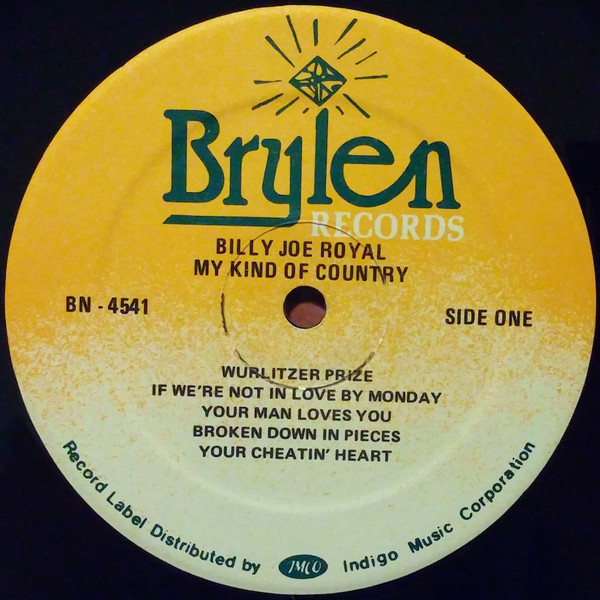 Brylen
RECORDS
BILLY JOE ROYAL
MY KIND OF COUNTRY
BN - 4541
SIDE ONE
WURLITZER PRIZE
IF WE'RE NOT IN LOVE BY MONDAY
YOUR MAN LOVES YOU
BROKEN DOWN IN PIECES
YOUR CHEATIN' HEART
Record Label Distributed by IMCO Indigo Music Corporation